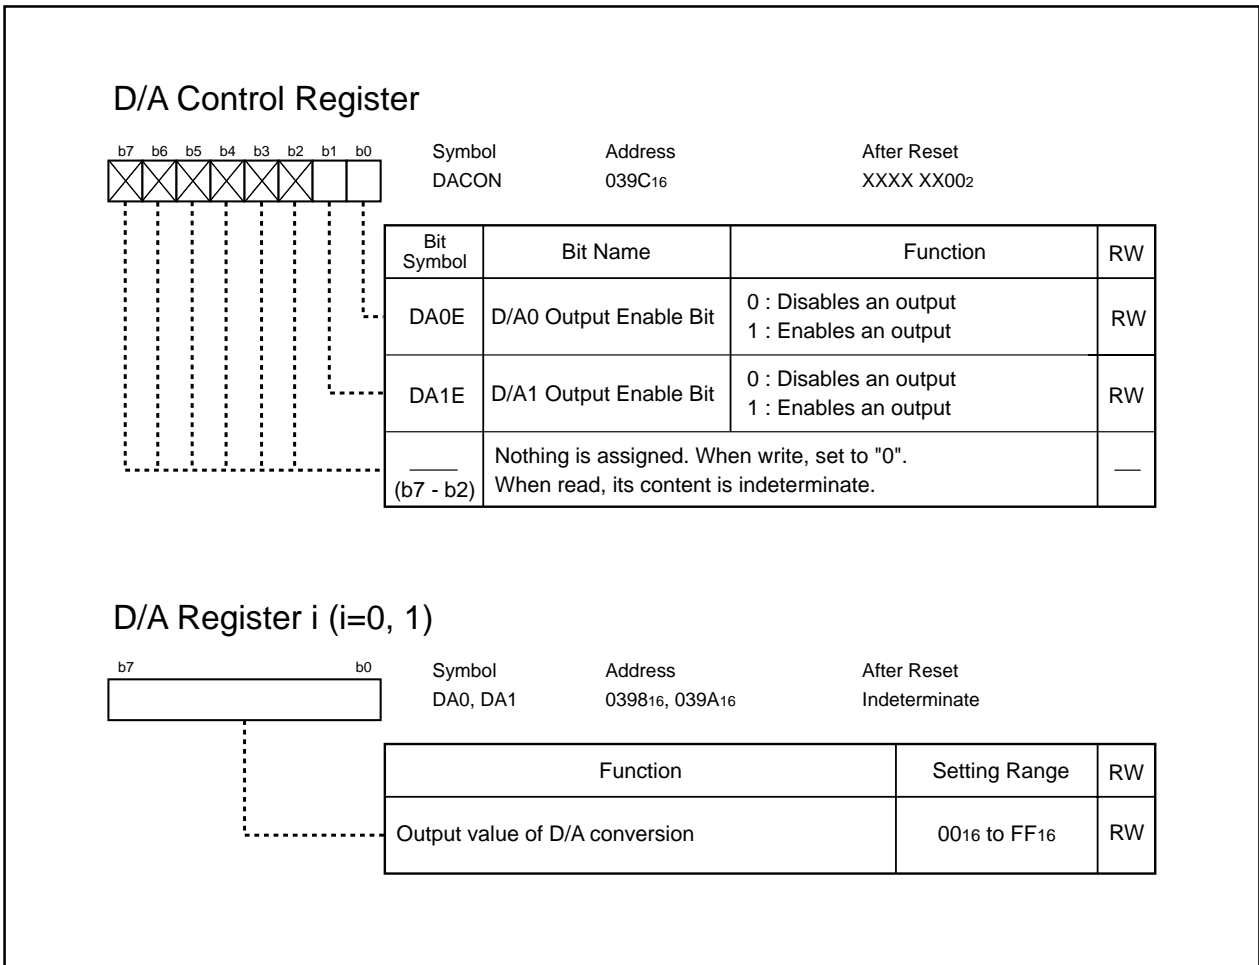 D/A Control Register
b7 b6 b5 b4 b3 b2 b1 b0
Symbol Address After Reset
DACON 039C16 XXXX XX002
Bit Symbol Bit Name Function RW
DA0E D/A0 Output Enable Bit 0 : Disables an output
1 : Enables an output RW
DA1E D/A1 Output Enable Bit 0 : Disables an output
1 : Enables an output RW
(b7 - b2) Nothing is assigned. When write, set to "0".
When read, its content is indeterminate.
D/A Register i (i=0, 1)
b7 b0
Symbol Address After Reset
DA0, DA1 039816, 039A16 Indeterminate
Function Setting Range RW
Output value of D/A conversion 0016 to FF16 RW